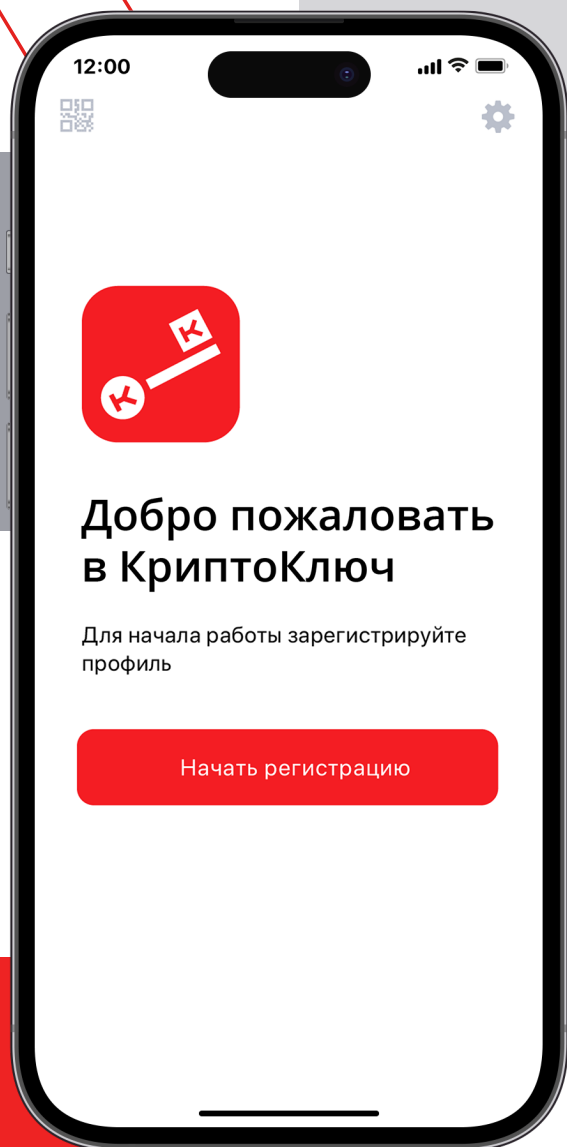 12:00
К
К
Добро пожаловать
в КриптоКлюч
Для начала работы зарегистрируйте
профиль
Начать регистрацию